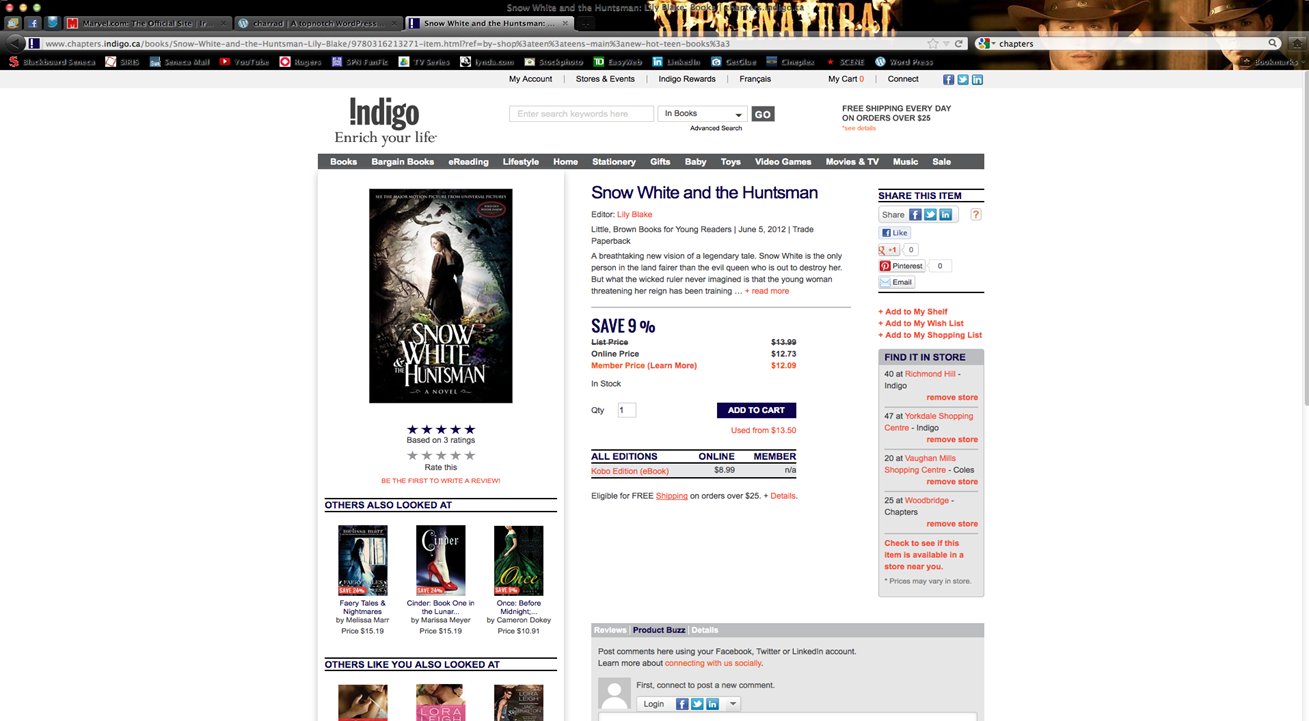 Snow White and the Huntsman: Lily Blake: Books | chapters.indigo.ca
SUPERNATURAL
Marvel.com: The Official Site | Ir...
charrad | A topnotch WordPress...
Snow White and the Huntsman: ...
www.chapters.indigo.ca/books/Snow-White-and-the-Huntsman-Lily-Blake/9780316213271-item.html?ref=by-shop%3ateen%3ateens-main%3anew-hot-teen-books%3a3
chapters
Blackboard Seneca
SIRIS
Seneca Mail
YouTube
Rogers
SPN FanFic
TV Series
lynda.com
Stockphoto
EasyWeb
LinkedIn
GetGlue
Cineplex
SCENE
Word Press
Bookmarks
My Account | Stores & Events | Indigo Rewards | Français
My Cart 0 | Connect
Indigo
Enrich your life
Enter search keywords here
In Books
GO
Advanced Search
FREE SHIPPING EVERY DAY
ON ORDERS OVER $25
*see details
Books Bargain Books eReading Lifestyle Home Stationery Gifts Baby Toys Video Games Movies & TV Music Sale
SEE THE MAJOR MOTION PICTURE FROM UNIVERSAL PICTURES
SNOW
WHITE
& THE
HUNTSMAN
A NOVEL
Based on 3 ratings
Rate this
BE THE FIRST TO WRITE A REVIEW!
OTHERS ALSO LOOKED AT
melissa marr
FAERY TALES
SAVE 24%
Cinder
SAVE 24%
Once
SAVE 9%
Faery Tales &
Nightmares
by Melissa Marr
Price $15.19
Cinder: Book One in
the Lunar...
by Marissa Meyer
Price $15.19
Once: Before
Midnight;...
by Cameron Dokey
Price $10.91
OTHERS LIKE YOU ALSO LOOKED AT
LORA
LEIGH
LORA LEIGH
Snow White and the Huntsman
Editor: Lily Blake
Little, Brown Books for Young Readers | June 5, 2012 | Trade
Paperback
A breathtaking new vision of a legendary tale. Snow White is the only
person in the land fairer than the evil queen who is out to destroy her.
But what the wicked ruler never imagined is that the young woman
threatening her reign has been training ... + read more
SAVE 9 %
List Price $13.99
Online Price $12.73
Member Price (Learn More) $12.09
In Stock
Qty 1
ADD TO CART
Used from $13.50
ALL EDITIONS ONLINE MEMBER
Kobo Edition (eBook) $8.99 n/a
Eligible for FREE Shipping on orders over $25. + Details.
SHARE THIS ITEM
Share
?
Like
+1 0
Pinterest 0
Email
+ Add to My Shelf
+ Add to My Wish List
+ Add to My Shopping List
FIND IT IN STORE
40 at Richmond Hill -
Indigo
remove store
47 at Yorkdale Shopping
Centre - Indigo
remove store
20 at Vaughan Mills
Shopping Centre - Coles
remove store
25 at Woodbridge -
Chapters
remove store
Check to see if this
item is available in a
store near you.
* Prices may vary in store.
Reviews | Product Buzz | Details
Post comments here using your Facebook, Twitter or LinkedIn account.
Learn more about connecting with us socially.
First, connect to post a new comment.
Login